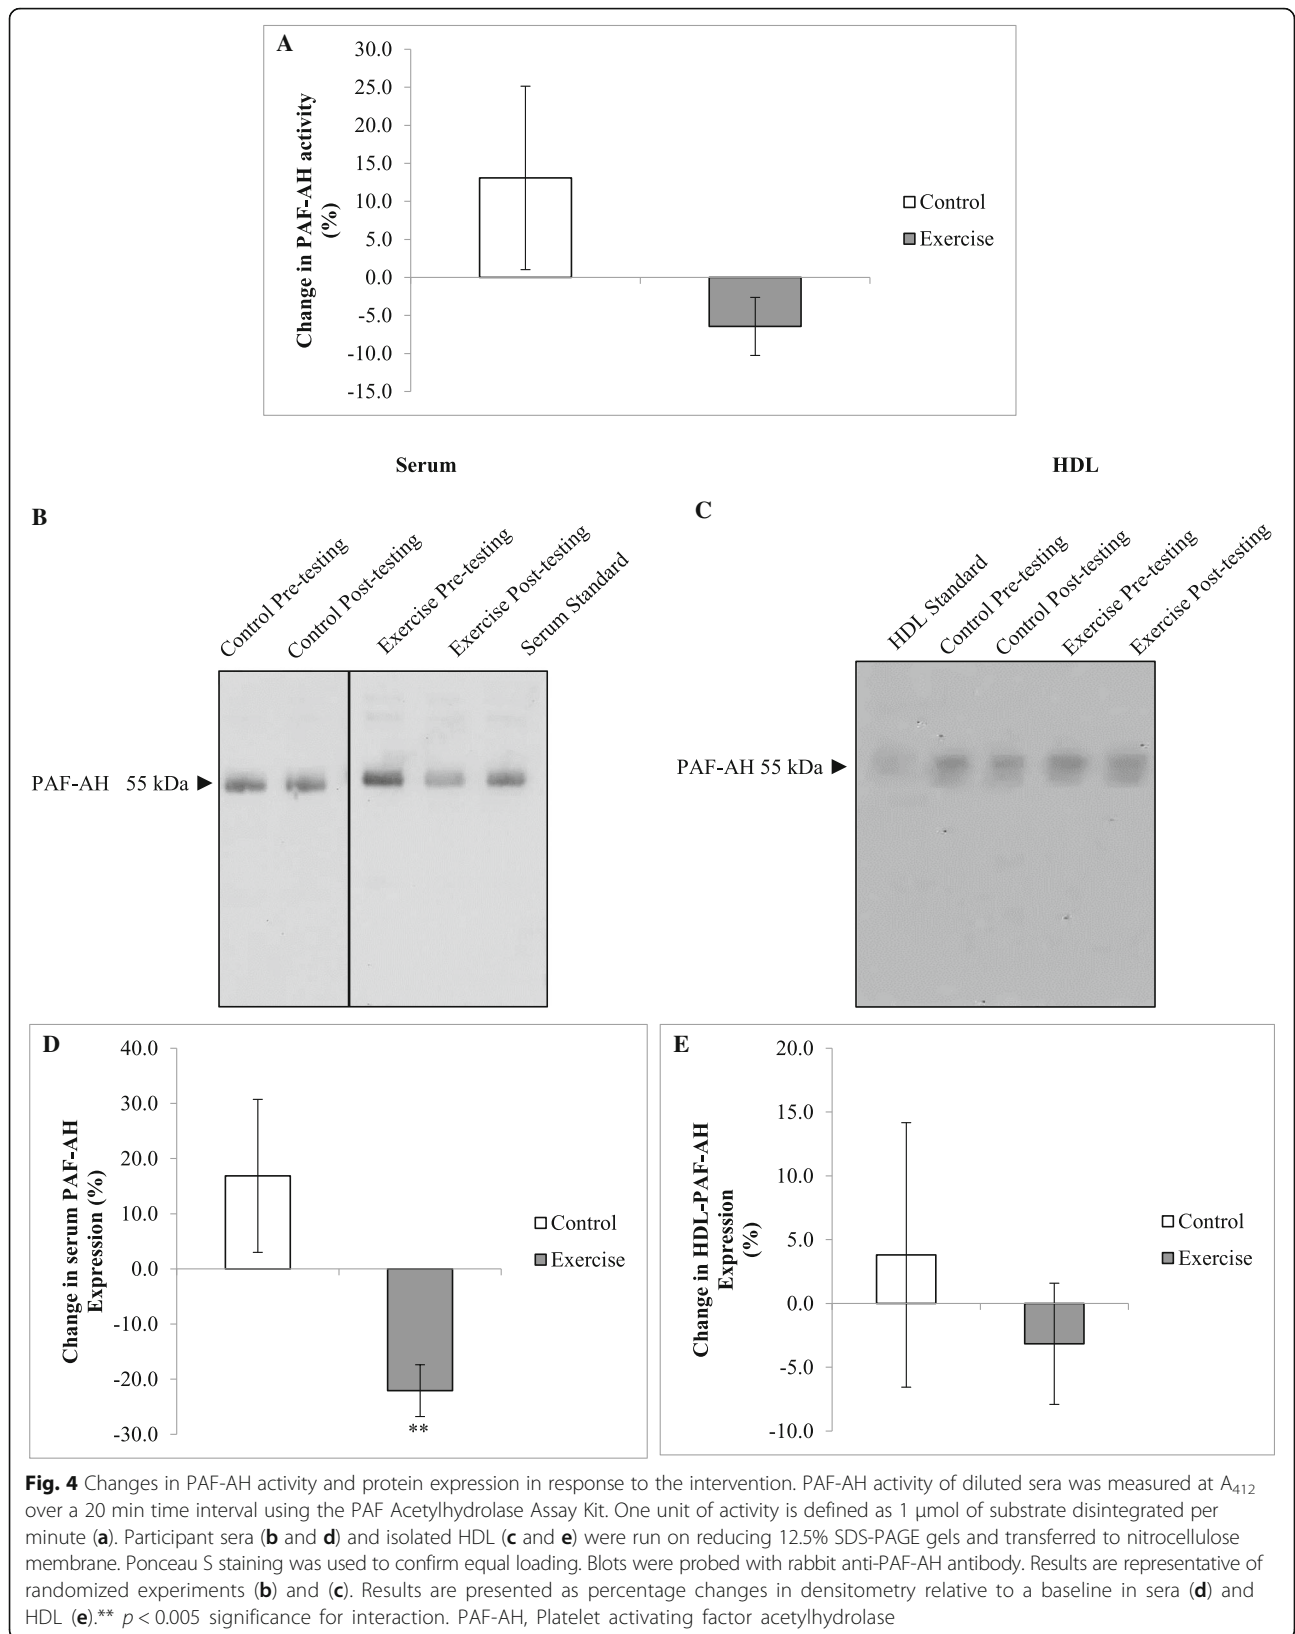 A
30.0
25.0
20.0
15.0
10.0
5.0
0.0
-5.0
-10.0
-15.0
Change in PAF-AH activity
(%)
Control
Exercise
Serum
HDL
B
Control Pre-testing
Control Post-testing
Exercise Pre-testing
Exercise Post-testing
Serum Standard
PAF-AH 55 kDa ►
C
HDL Standard
Control Pre-testing
Control Post-testing
Exercise Pre-testing
Exercise Post-testing
PAF-AH 55 kDa ►
D
40.0
30.0
20.0
10.0
0.0
-10.0
-20.0
-30.0
Change in serum PAF-AH
Expression (%)
**
Control
Exercise
E
20.0
15.0
10.0
5.0
0.0
-5.0
-10.0
Change in HDL-PAF-AH
Expression
(%)
Control
Exercise
Fig. 4 Changes in PAF-AH activity and protein expression in response to the intervention. PAF-AH activity of diluted sera was measured at A412
over a 20 min time interval using the PAF Acetylhydrolase Assay Kit. One unit of activity is defined as 1 μmol of substrate disintegrated per
minute (a). Participant sera (b and d) and isolated HDL (c and e) were run on reducing 12.5% SDS-PAGE gels and transferred to nitrocellulose
membrane. Ponceau S staining was used to confirm equal loading. Blots were probed with rabbit anti-PAF-AH antibody. Results are representative of
randomized experiments (b) and (c). Results are presented as percentage changes in densitometry relative to a baseline in sera (d) and
HDL (e).** p < 0.005 significance for interaction. PAF-AH, Platelet activating factor acetylhydrolase